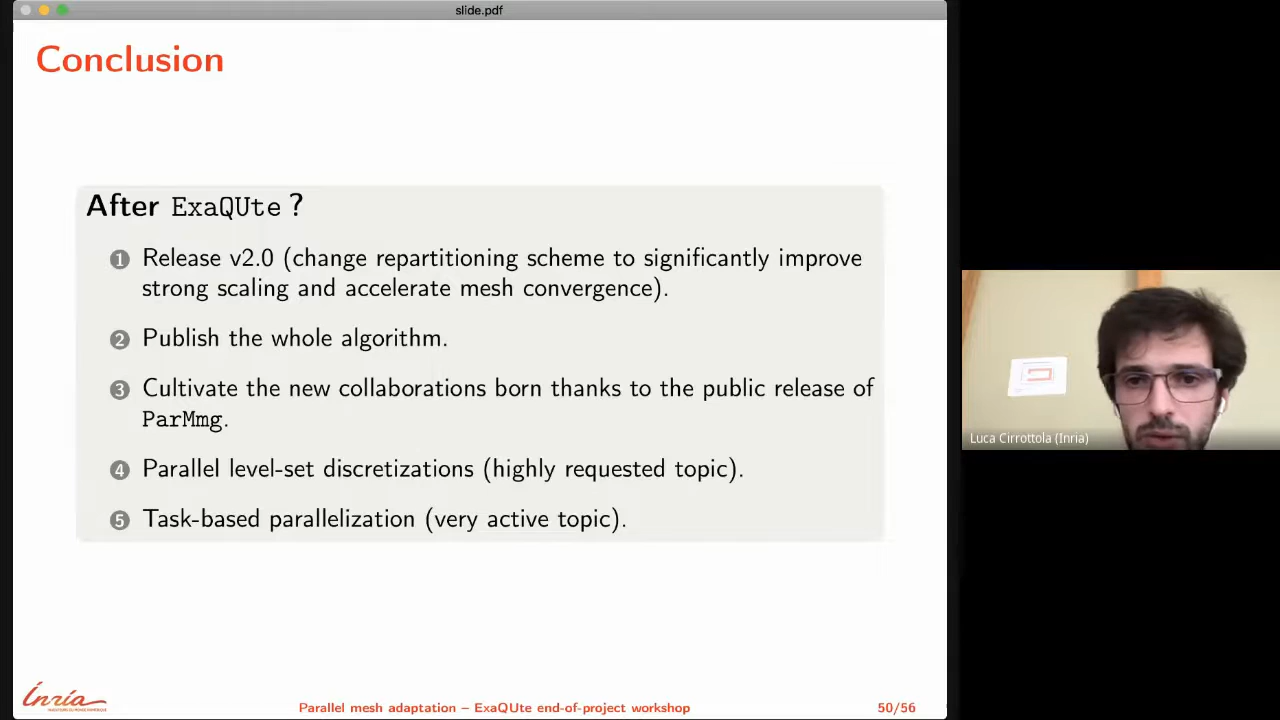 slide.pdf
Conclusion
After ExaQUte ?
1 Release v2.0 (change repartitioning scheme to significantly improve
strong scaling and accelerate mesh convergence).
2 Publish the whole algorithm.
3 Cultivate the new collaborations born thanks to the public release of
ParMmg.
4 Parallel level-set discretizations (highly requested topic).
5 Task-based parallelization (very active topic).
Luca Cirrottola (Inria)
Inria
Parallel mesh adaptation – ExaQUte end-of-project workshop
50/56